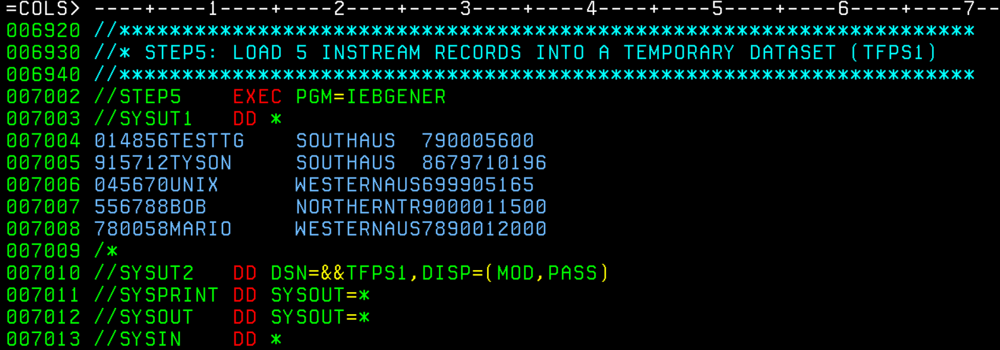 =COLS> ----+----1----+----2----+----3----+----4----+----5----+----6----+----7--
006920 //********************************************************************
006930 //* STEP5: LOAD 5 INSTREAM RECORDS INTO A TEMPORARY DATASET (TFPS1)
006940 //********************************************************************
007002 //STEP5    EXEC PGM=IEBGENER
007003 //SYSUT1   DD *
007004 014856TESTTG    SOUTHAUS  790005600
007005 915712TYSON     SOUTHAUS  8679710196
007006 045670UNIX      WESTERNAUS699905165
007007 556788BOB       NORTHERNTR9000011500
007008 780058MARIO     WESTERNAUS7890012000
007009 /*
007010 //SYSUT2   DD DSN=&&TFPS1,DISP=(MOD,PASS)
007011 //SYSPRINT DD SYSOUT=*
007012 //SYSOUT   DD SYSOUT=*
007013 //SYSIN    DD *